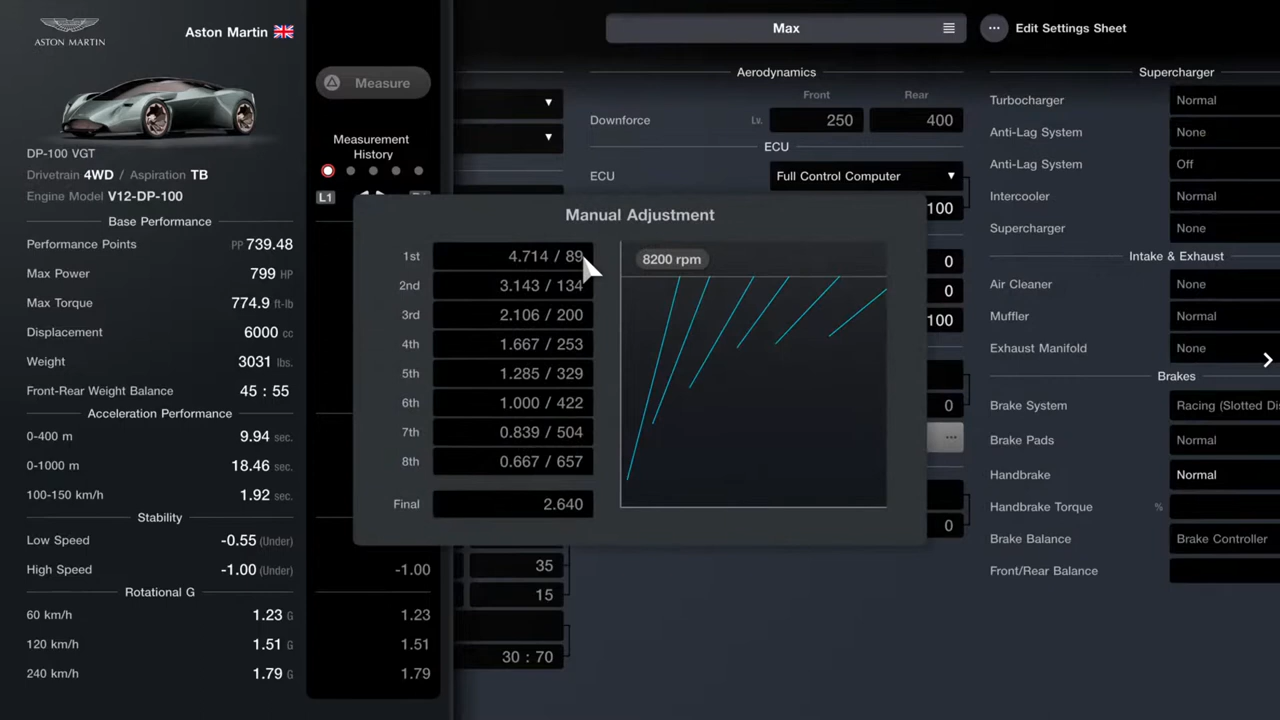 ASTON MARTIN
Aston Martin
DP-100 VGT
Drivetrain 4WD / Aspiration TB
Engine Model V12-DP-100
Base Performance
Performance Points PP 739.48
Max Power 799 HP
Max Torque 774.9 ft-lb
Displacement 6000 cc
Weight 3031 lbs.
Front-Rear Weight Balance 45 : 55
Acceleration Performance
0-400 m 9.94 sec.
0-1000 m 18.46 sec.
100-150 km/h 1.92 sec.
Stability
Low Speed -0.55 (Under)
High Speed -1.00 (Under)
Rotational G
60 km/h 1.23 G
120 km/h 1.51 G
240 km/h 1.79 G
Measure
Measurement
History
L1
-1.00
1.23
1.51
1.79
Max
Edit Settings Sheet
Aerodynamics
Front Rear
Downforce Lv. 250 400
ECU
ECU Full Control Computer
100
0
0
100
0
0
Manual Adjustment
1st 4.714 / 89
2nd 3.143 / 134
3rd 2.106 / 200
4th 1.667 / 253
5th 1.285 / 329
6th 1.000 / 422
7th 0.839 / 504
8th 0.667 / 657
Final 2.640
8200 rpm
35
15
30 : 70
Supercharger
Turbocharger Normal
Anti-Lag System None
Anti-Lag System Off
Intercooler Normal
Supercharger Normal
Intake & Exhaust
Air Cleaner None
Muffler Normal
Exhaust Manifold None
Brakes
Brake System Racing (Slotted Di
Brake Pads Normal
Handbrake Normal
Handbrake Torque %
Brake Balance Brake Controller
Front/Rear Balance